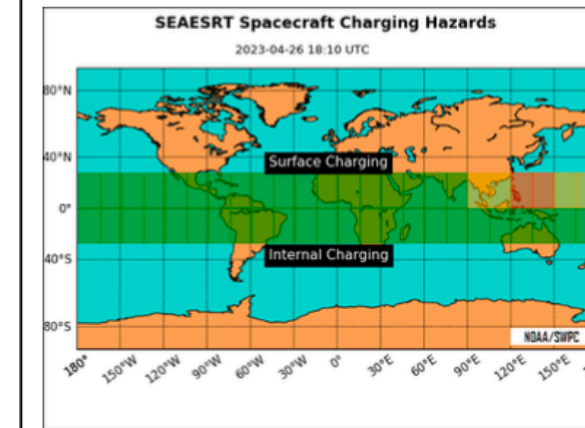 SEAESRT Spacecraft Charging Hazards
2023-04-26 18:10 UTC
80°N
40°N
Surface Charging
0°
Internal Charging
40°S
80°S
NOAA/SWPC
180° 150°W 120°W 90°W 60°W 30°W 0° 30°E 60°E 90°E 120°E 150°E